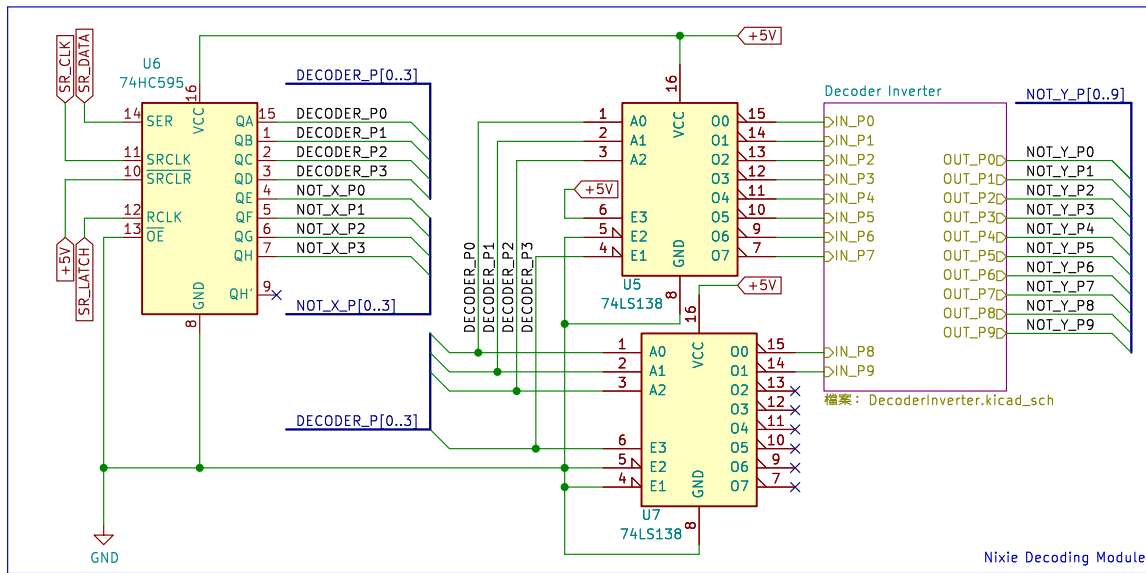 SR_CLK
SR_DATA
U6
74HC595
+5V
16
VCC
14 SER
11 SRCLK
10 SRCLR
12 RCLK
13 OE
QA 15
QB 1
QC 2
QD 3
QE 4
QF 5
QG 6
QH 7
QH' 9
GND
8
+5V
SR_LATCH
GND
DECODER_P[0..3]
DECODER_P0
DECODER_P1
DECODER_P2
DECODER_P3
NOT_X_P0
NOT_X_P1
NOT_X_P2
NOT_X_P3
NOT_X_P[0..3]
DECODER_P[0..3]
DECODER_P0
DECODER_P1
DECODER_P2
DECODER_P3
+5V
16
VCC
1 A0
2 A1
3 A2
6 E3
5 E2
4 E1
O0 15
O1 14
O2 13
O3 12
O4 11
O5 10
O6 9
O7 7
GND
8
U5
74LS138
+5V
16
VCC
1 A0
2 A1
3 A2
6 E3
5 E2
4 E1
O0 15
O1 14
O2 13
O3 12
O4 11
O5 10
O6 9
O7 7
GND
8
U7
74LS138
Decoder Inverter
IN_P0
IN_P1
IN_P2
IN_P3
IN_P4
IN_P5
IN_P6
IN_P7
IN_P8
IN_P9
OUT_P0
OUT_P1
OUT_P2
OUT_P3
OUT_P4
OUT_P5
OUT_P6
OUT_P7
OUT_P8
OUT_P9
檔案: DecoderInverter.kicad_sch
NOT_Y_P[0..9]
NOT_Y_P0
NOT_Y_P1
NOT_Y_P2
NOT_Y_P3
NOT_Y_P4
NOT_Y_P5
NOT_Y_P6
NOT_Y_P7
NOT_Y_P8
NOT_Y_P9
Nixie Decoding Module